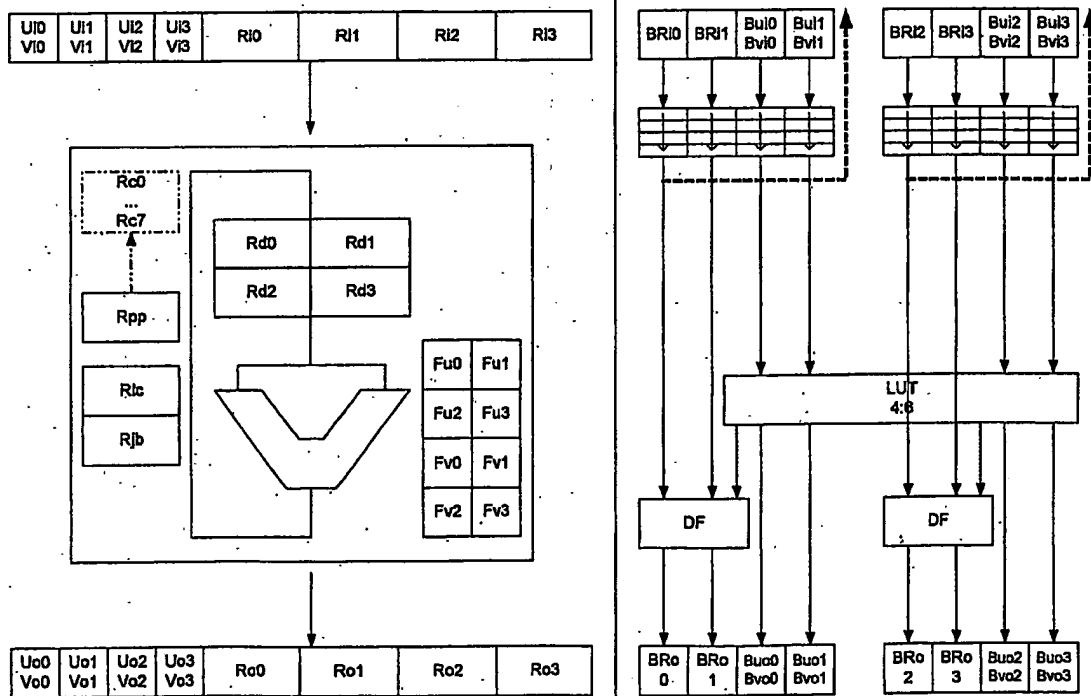 Ui0 Ui1 Ui2 Ui3 Ri0 Ri1 Ri2 Ri3
Vi0 Vi1 Vi2 Vi3
Rc0
...
Rc7
Rpp
Rlc
Rjb
Rd0 Rd1
Rd2 Rd3
Fu0 Fu1
Fu2 Fu3
Fv0 Fv1
Fv2 Fv3
Uo0 Uo1 Uo2 Uo3 Ro0 Ro1 Ro2 Ro3
Vo0 Vo1 Vo2 Vo3
BRi0 BRi1 Bui0 Bui1
Bvi0 Bvi1
BRi2 BRi3 Bui2 Bui3
Bvi2 Bvi3
LUT
4:6
DF
DF
BRo BRo Buo0 Buo1
0 1 Bvo0 Bvo1
BRo BRo Buo2 Buo3
2 3 Bvo2 Bvo3